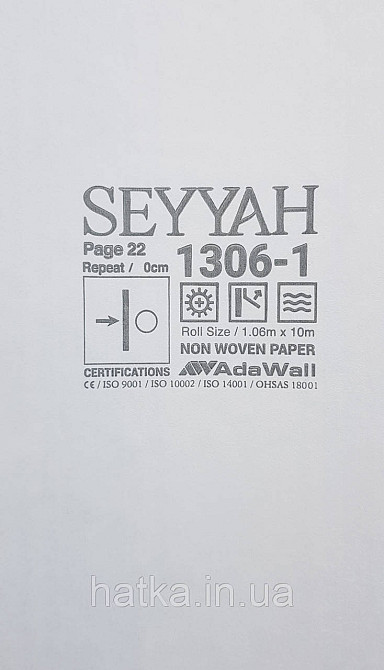 SEYYAH
Page 22
Repeat / 0cm
1306-1
Roll Size / 1.06m x 10m
NON WOVEN PAPER
CERTIFICATIONS
AdaWall
CE / ISO 9001 / ISO 10002 / ISO 14001 / OHSAS 18001
hatka.in.ua